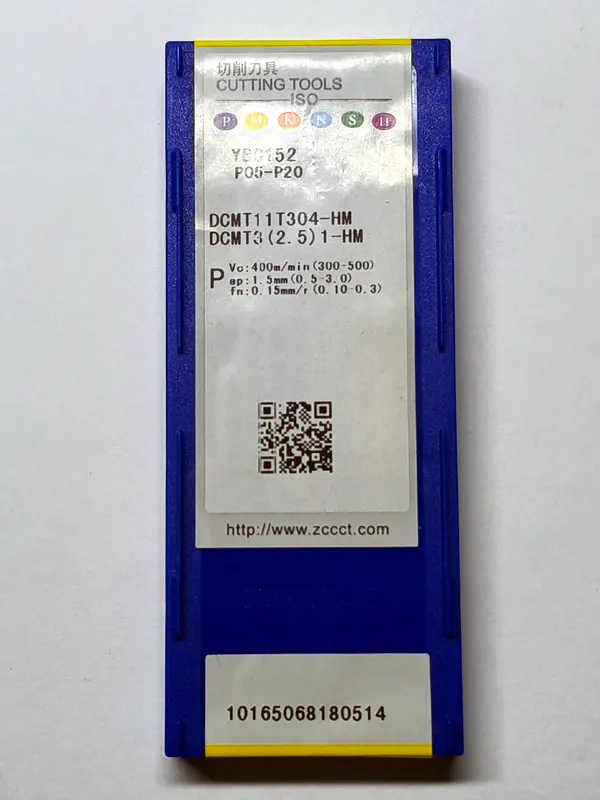 切削刀具
CUTTING TOOLS
ISO
P M K N S H
YBC152
P05-P20
DCMT11T304-HM
DCMT3(2.5)1-HM
P
Vc:400m/min(300-500)
ap:1.5mm(0.5-3.0)
fn:0.15mm/r(0.10-0.3)
http://www.zccct.com
10165068180514